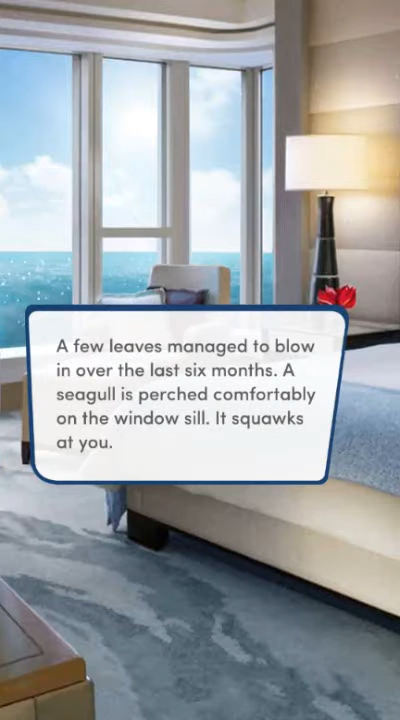 A few leaves managed to blow
in over the last six months. A
seagull is perched comfortably
on the window sill. It squawks
at you.